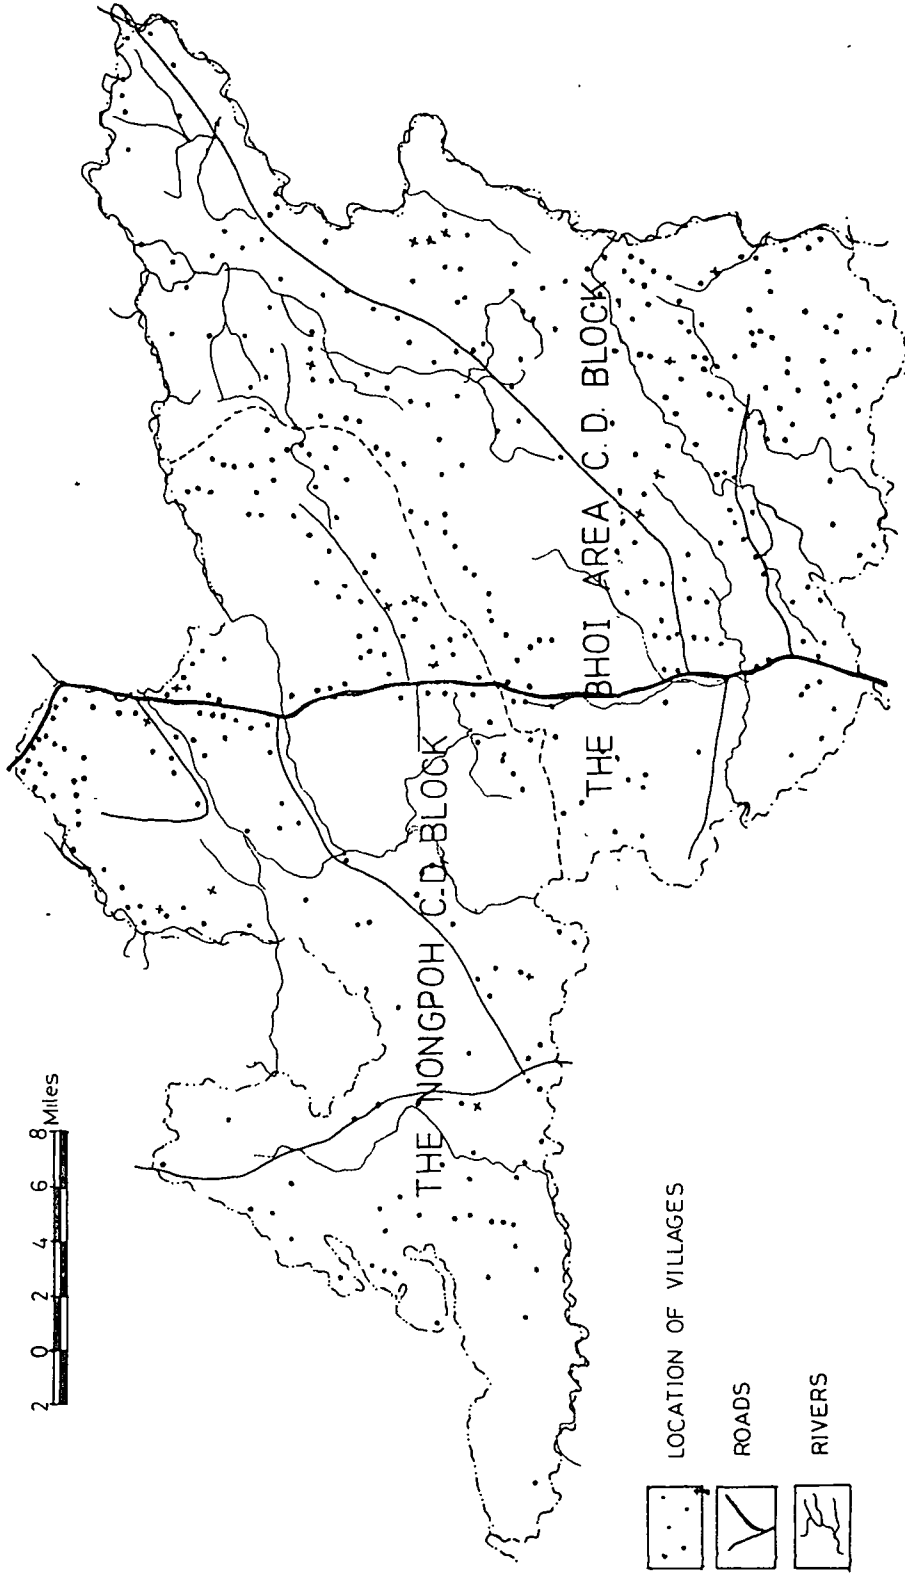 2 0 2 4 6 8 Miles
THE NONGPOH C.D. BLOCK
THE BHOI AREA C.D. BLOCK
LOCATION OF VILLAGES
ROADS
RIVERS